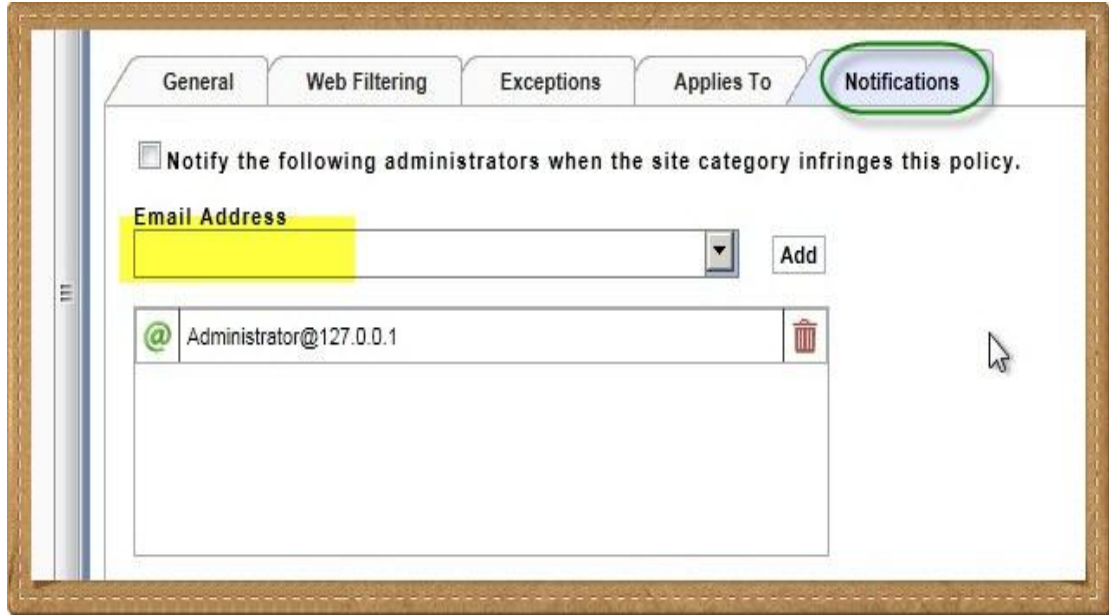 General Web Filtering Exceptions Applies To Notifications
Notify the following administrators when the site category infringes this policy.
Email Address
Add
@ Administrator@127.0.0.1